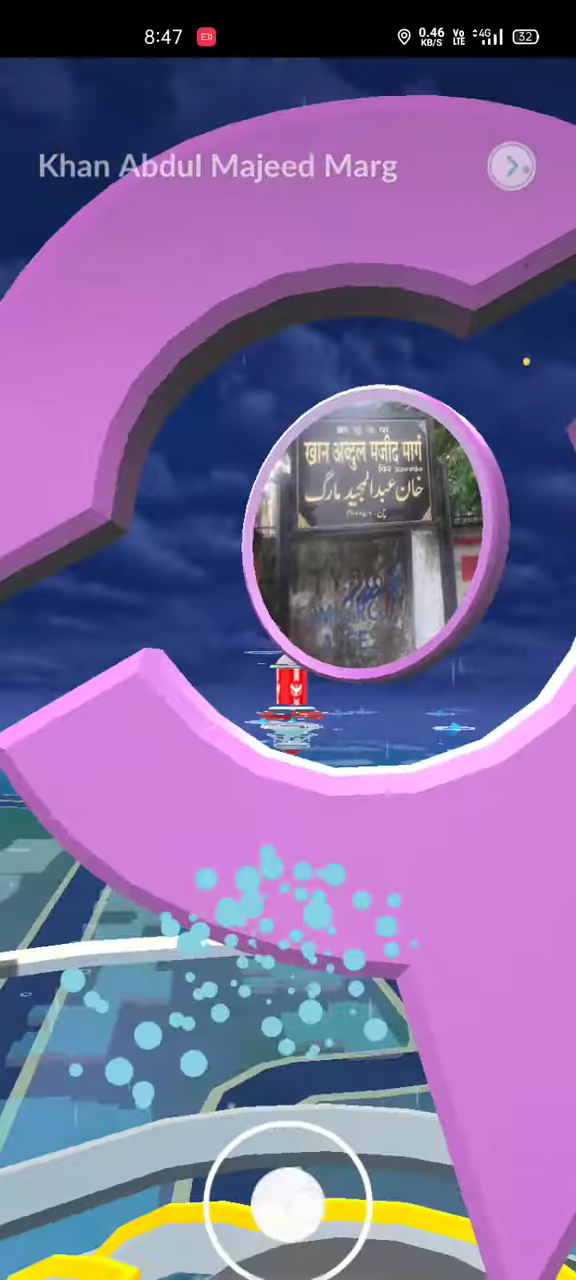 8:47
0.46
KB/S
Vo
LTE
4G
32
Khan Abdul Majeed Marg
खान अब्दुल मजीद मार्ग
خان عبدالمجید مارگ